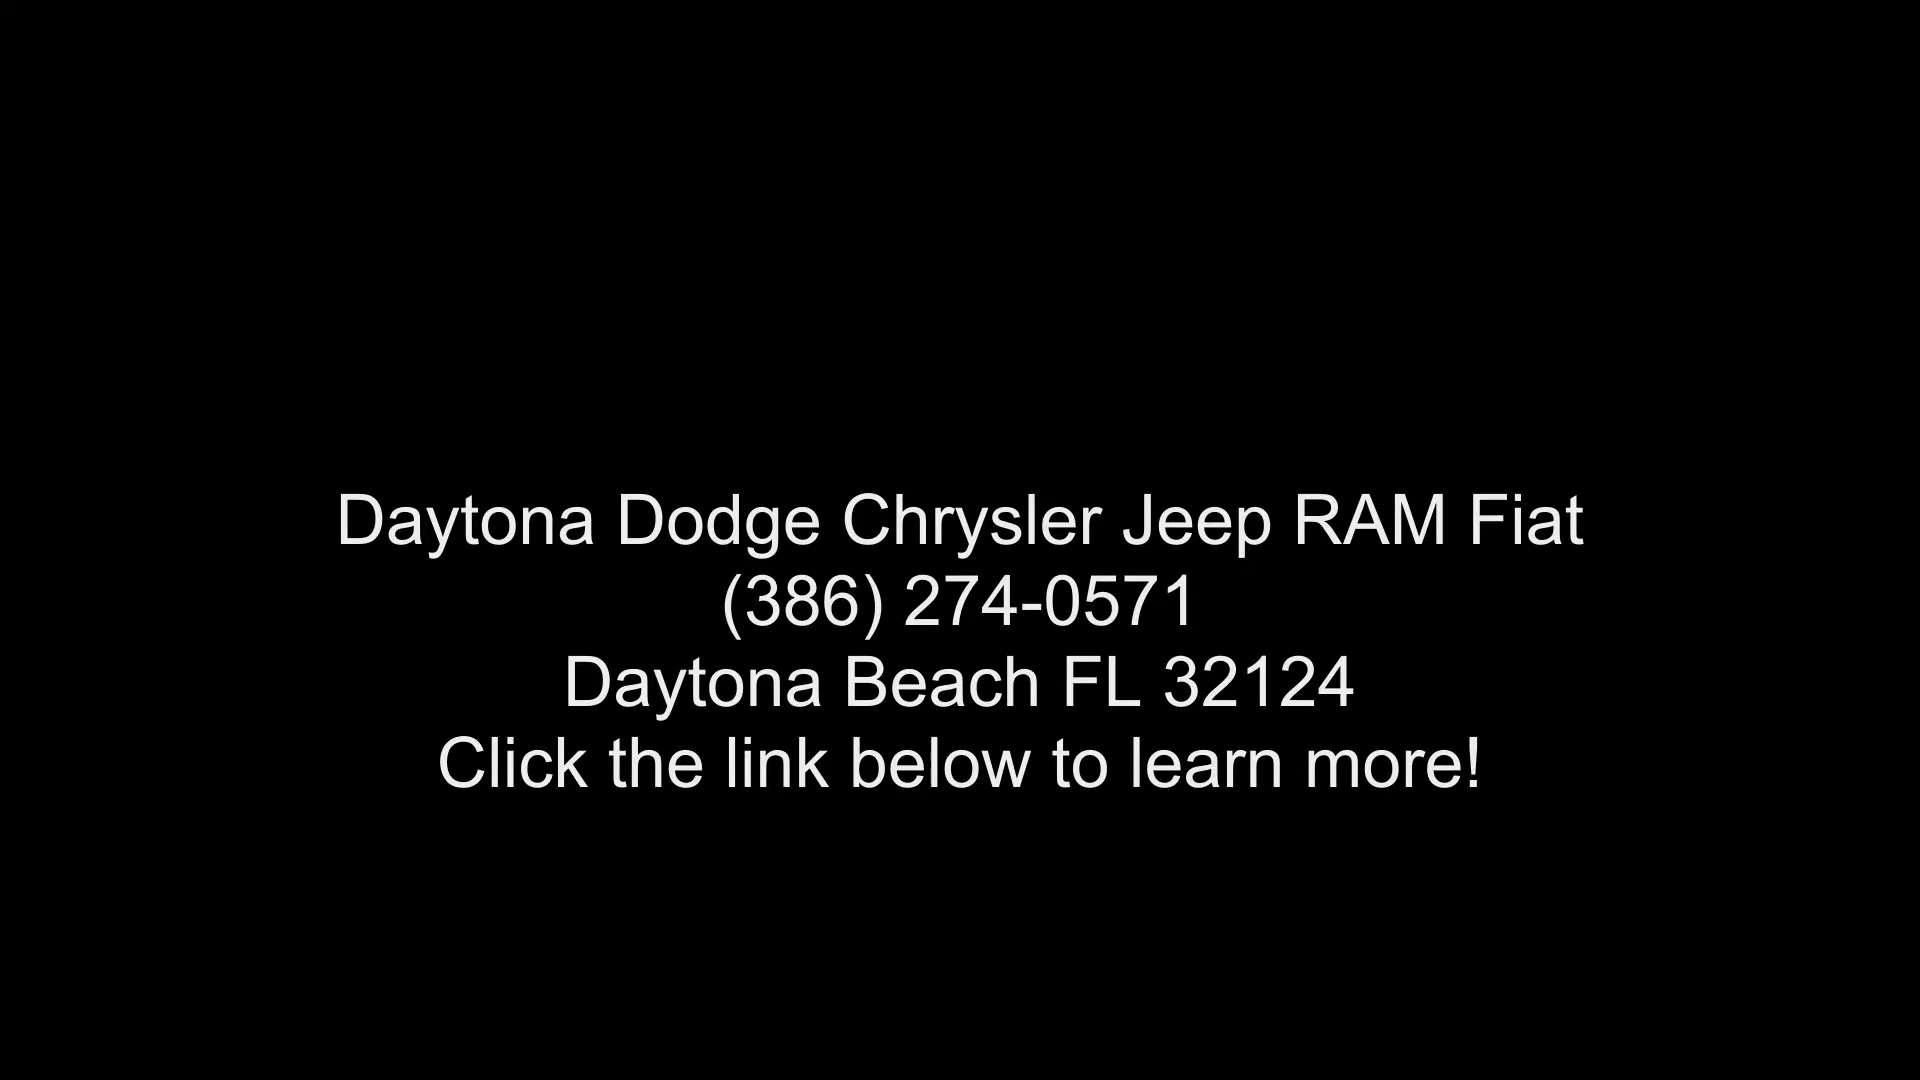 Daytona Dodge Chrysler Jeep RAM Fiat
(386) 274-0571
Daytona Beach FL 32124
Click the link below to learn more!